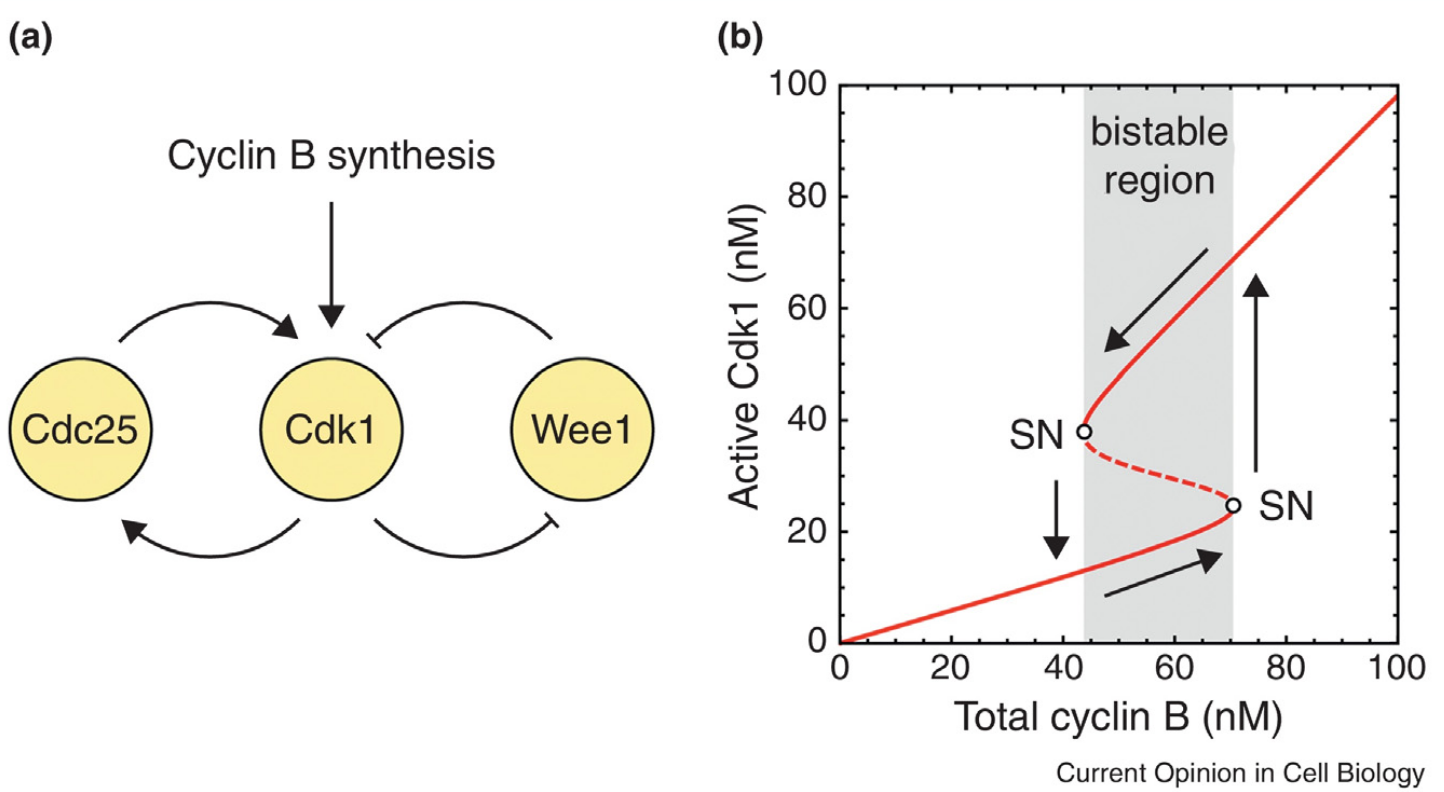 (a)
Cyclin B synthesis
Cdc25
Cdk1
Wee1
(b)
100
80
60
40
20
0
Active Cdk1 (nM)
bistable
region
SN
SN
0 20 40 60 80 100
Total cyclin B (nM)
Current Opinion in Cell Biology